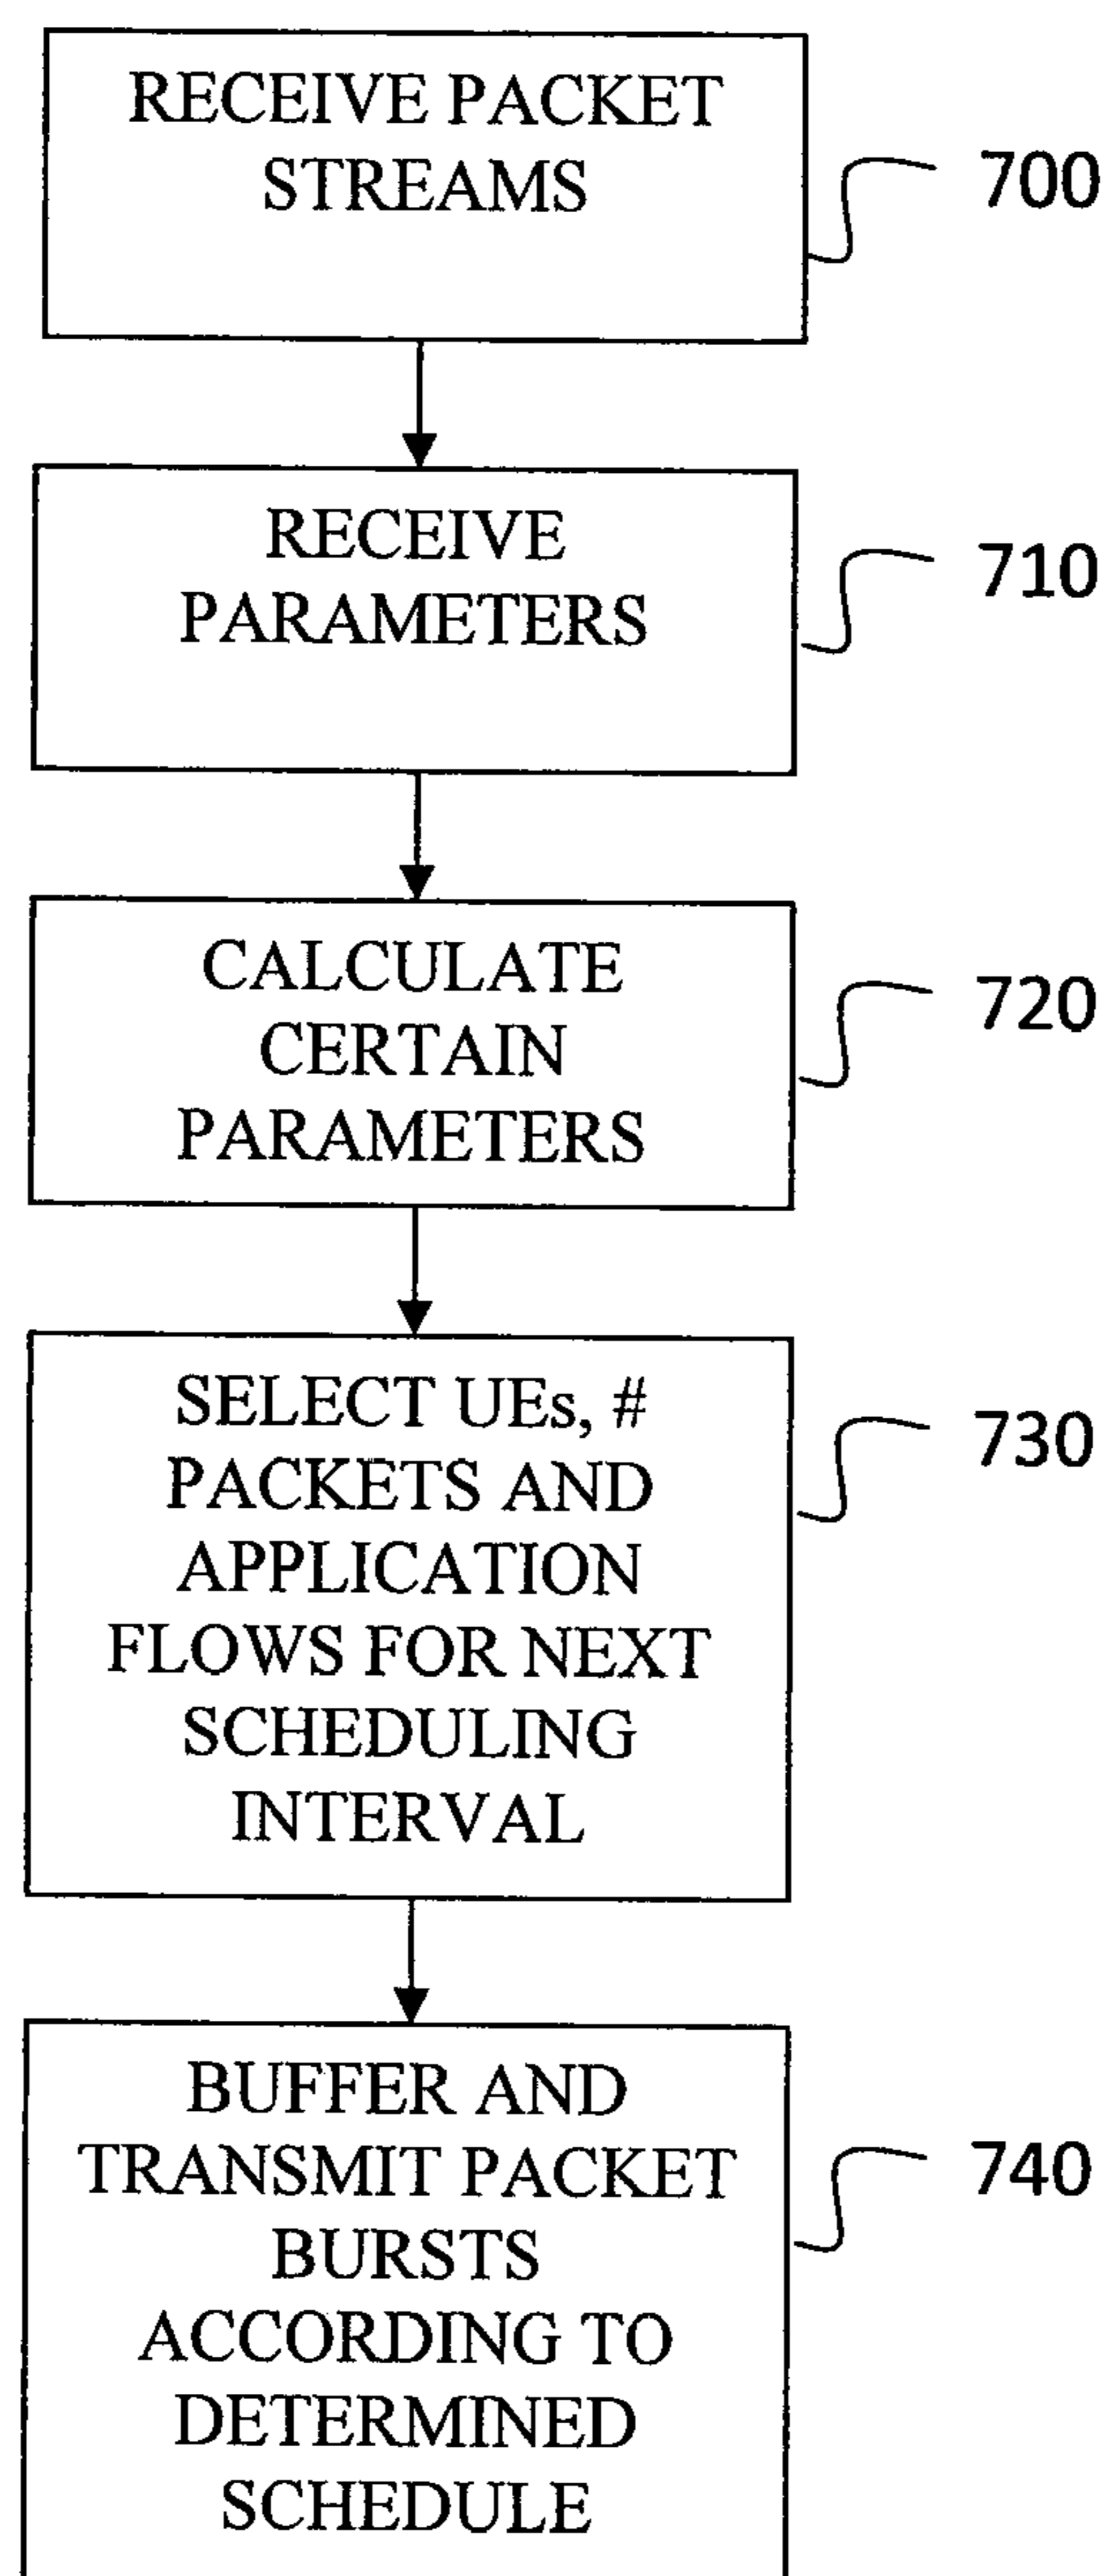 RECEIVE PACKET
STREAMS
700
RECEIVE
PARAMETERS
710
CALCULATE
CERTAIN
PARAMETERS
720
SELECT UEs, #
PACKETS AND
APPLICATION
FLOWS FOR NEXT
SCHEDULING
INTERVAL
730
BUFFER AND
TRANSMIT PACKET
BURSTS
ACCORDING TO
DETERMINED
SCHEDULE
740